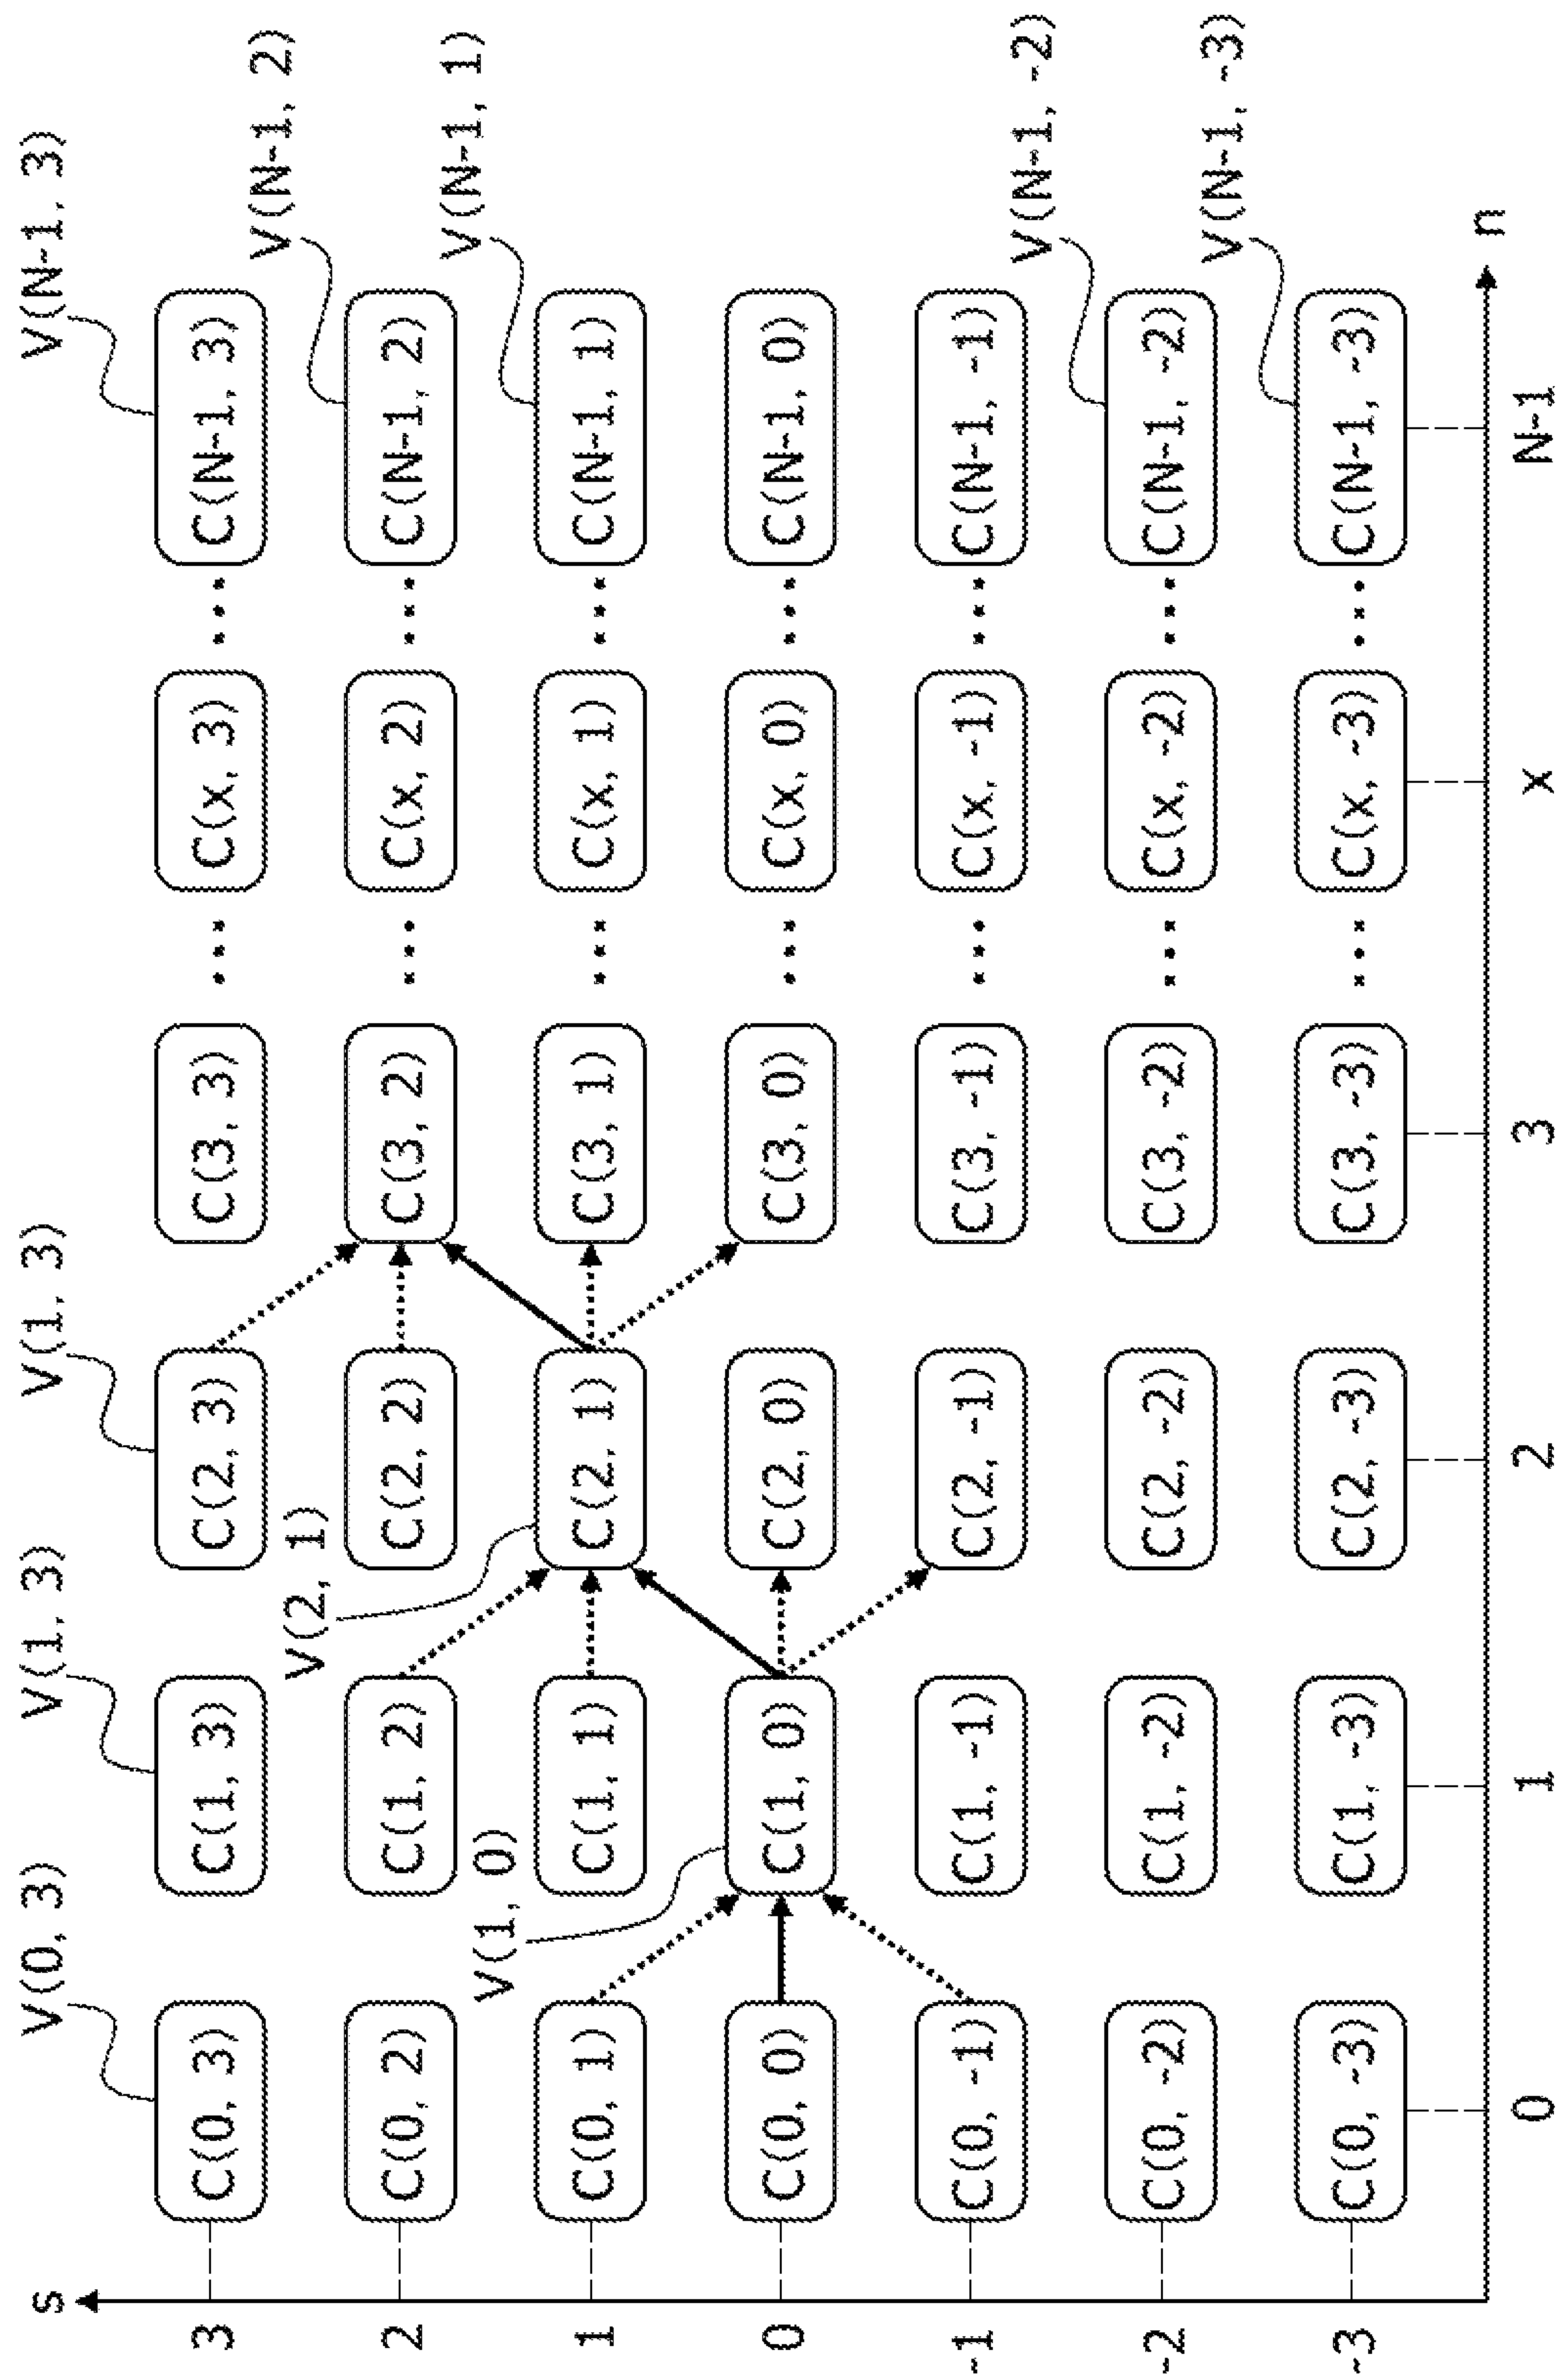 V(0, 3) V(1, 3) V(1, 3) V(N-1, 3)
s
3 C(0, 3) C(1, 3) C(2, 3) C(3, 3) ... C(x, 3) ... C(N-1, 3)
V(2, 1) V(N-1, 2)
2 C(0, 2) C(1, 2) C(2, 2) C(3, 2) ... C(x, 2) ... C(N-1, 2)
V(1, 0) V(N-1, 1)
1 C(0, 1) C(1, 1) C(2, 1) C(3, 1) ... C(x, 1) ... C(N-1, 1)
0 C(0, 0) C(1, 0) C(2, 0) C(3, 0) ... C(x, 0) ... C(N-1, 0)
-1 C(0, -1) C(1, -1) C(2, -1) C(3, -1) ... C(x, -1) ... C(N-1, -1)
V(N-1, -2)
-2 C(0, -2) C(1, -2) C(2, -2) C(3, -2) ... C(x, -2) ... C(N-1, -2)
V(N-1, -3)
-3 C(0, -3) C(1, -3) C(2, -3) C(3, -3) ... C(x, -3) ... C(N-1, -3)
n
0 1 2 3 x N-1